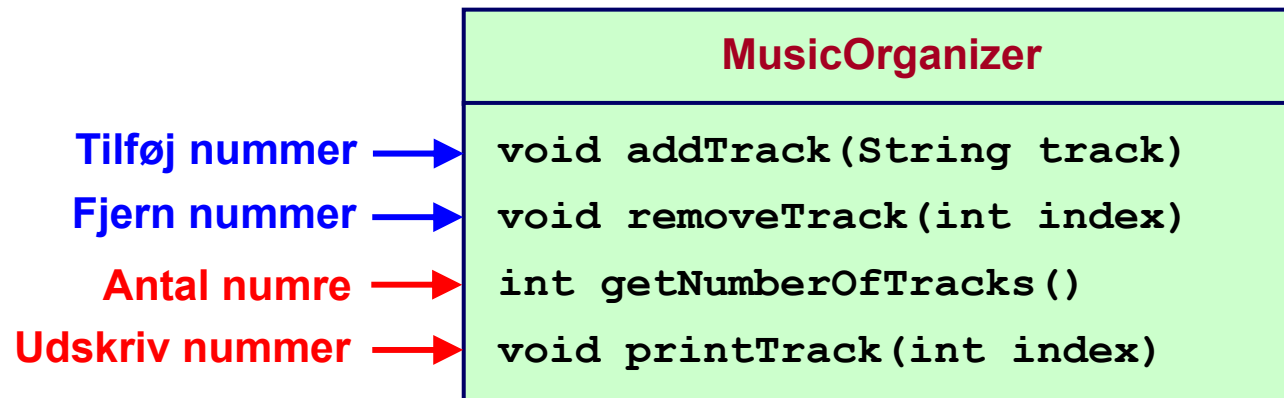 MusicOrganizer
Tilføj nummer void addTrack(String track)
Fjern nummer void removeTrack(int index)
Antal numre int getNumberOfTracks()
Udskriv nummer void printTrack(int index)